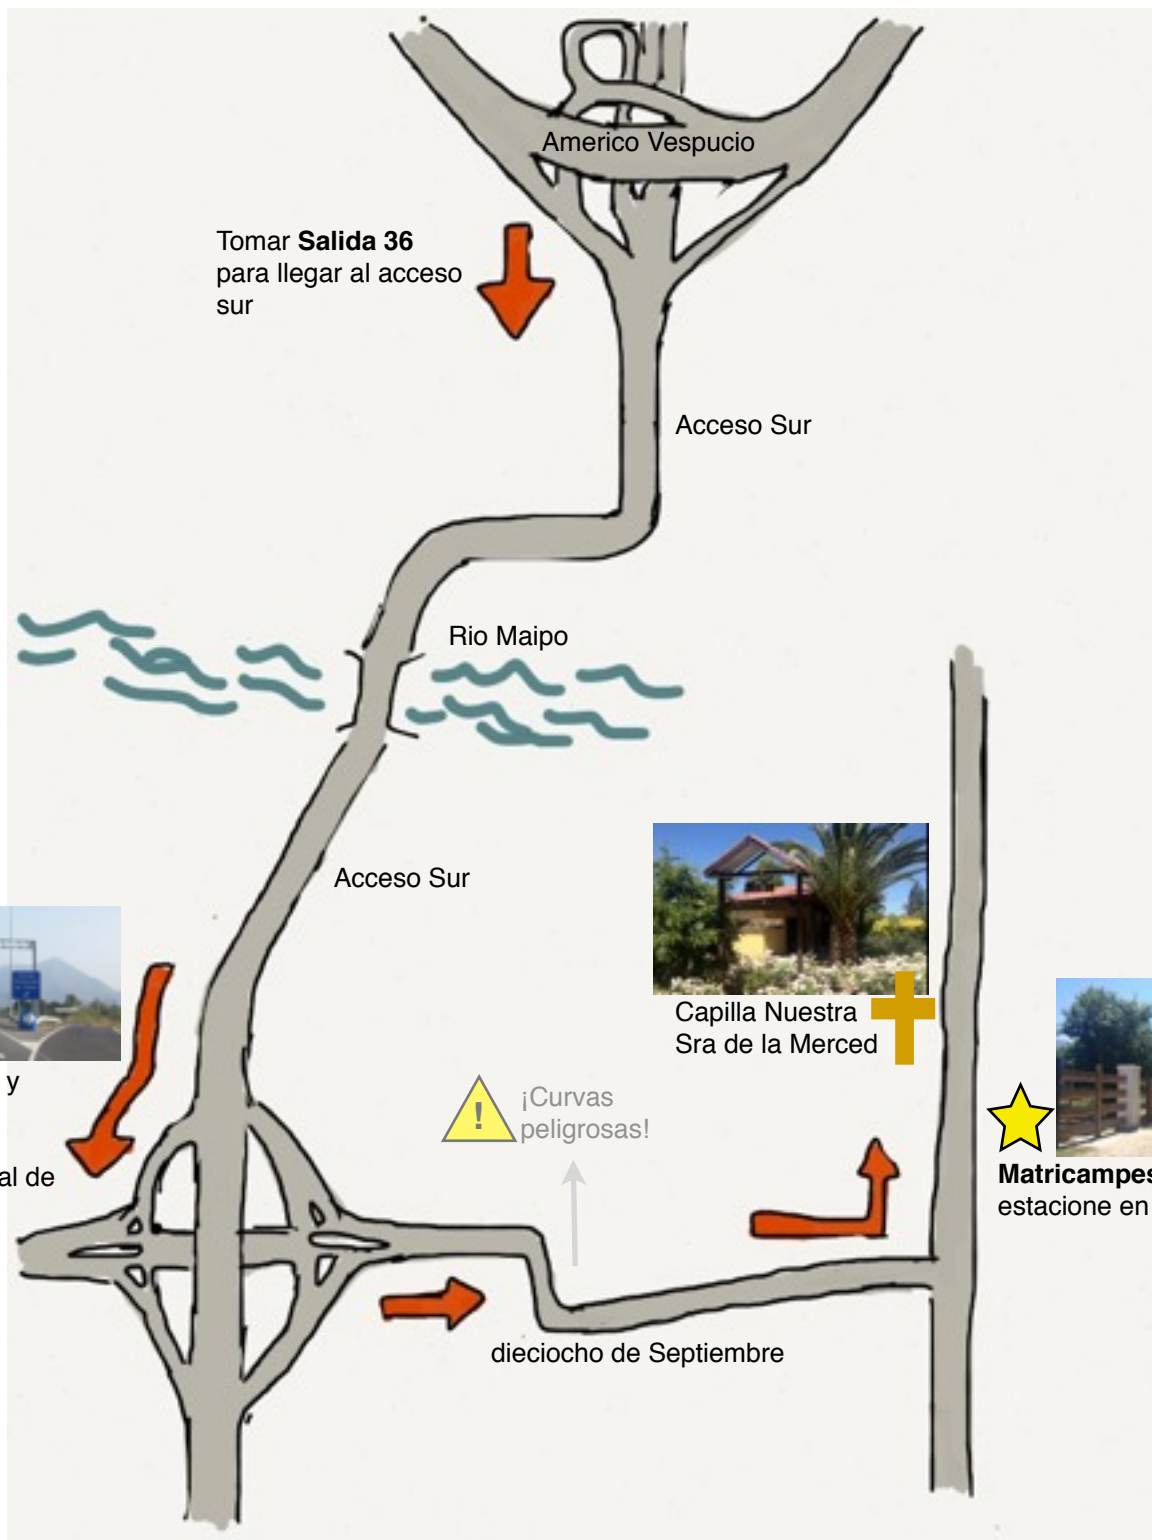 Americo Vespucio
Tomar Salida 36
para llegar al acceso
sur
Acceso Sur
Rio Maipo
Acceso Sur
Capilla Nuestra
Sra de la Merced
y
al de
!
¡Curvas
peligrosas!
Matricampes
estacione en
dieciocho de Septiembre